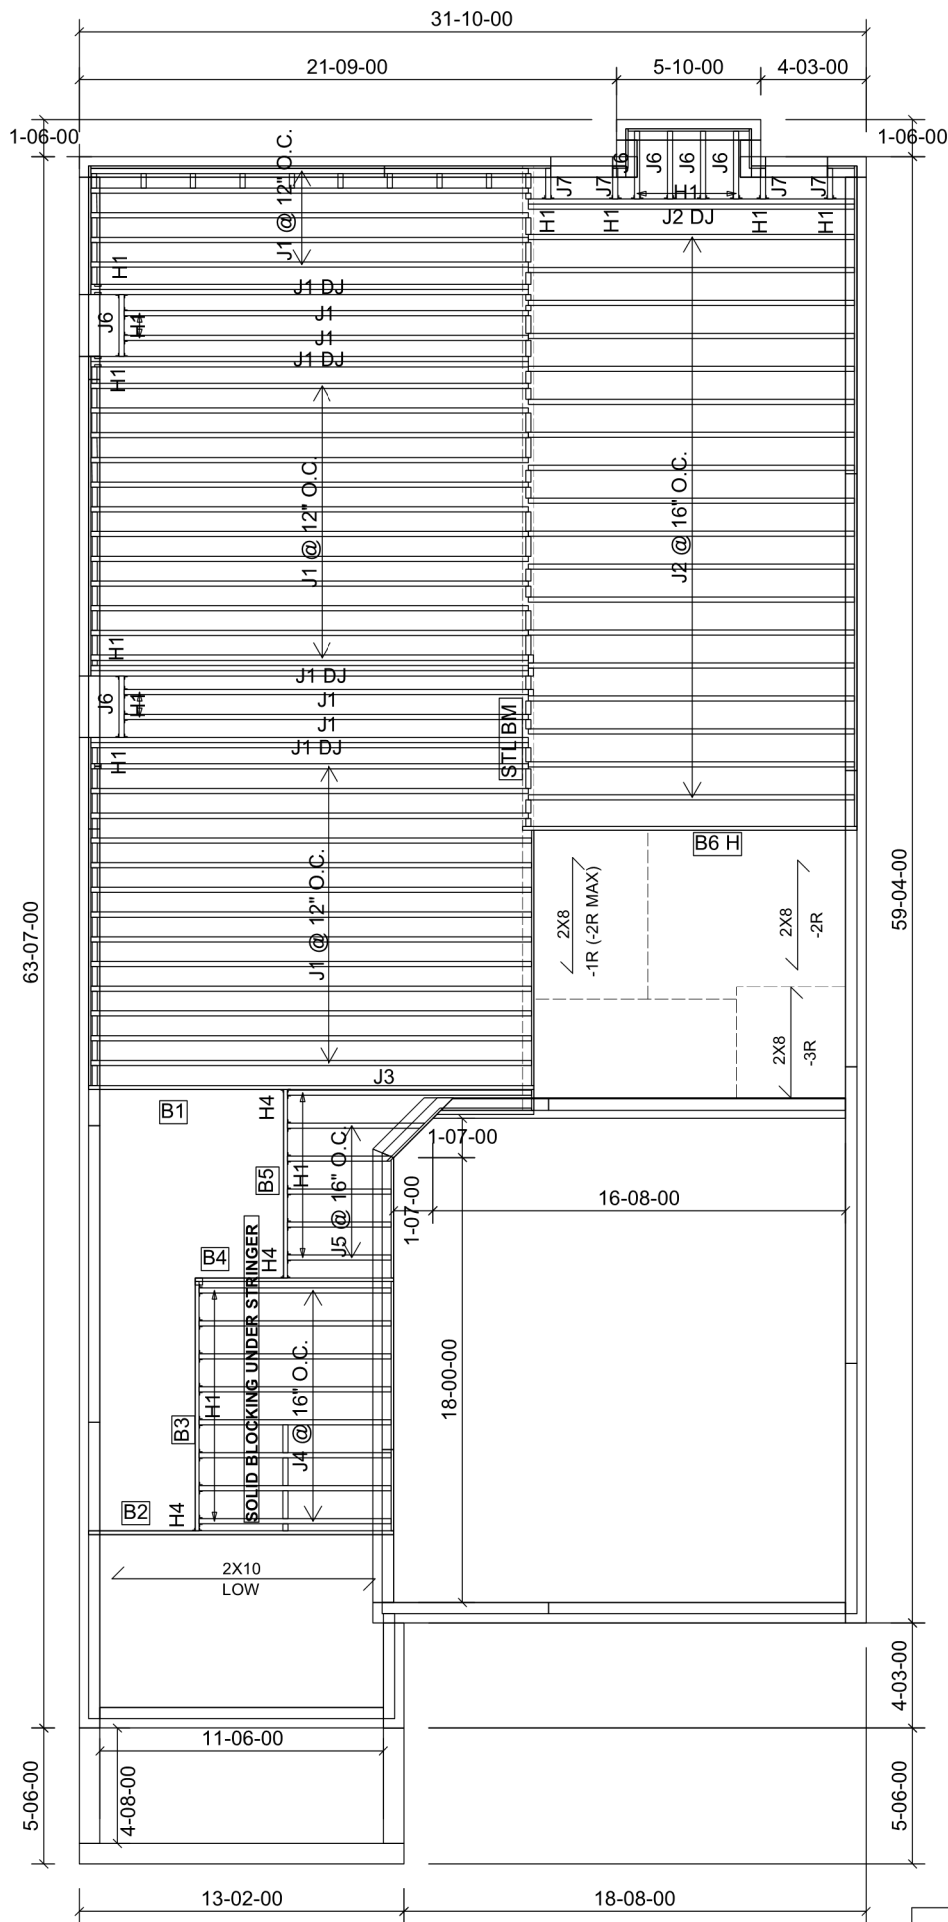 31-10-00
21-09-00
5-10-00
4-03-00
1-06-00
1-06-00
J1 @ 12" O.C.
J7
J7
J6
J6
J6
J6
J7
J7
H1
H1
H1
H1
H1
J2 DJ
H1
J1 DJ
J6
H1
J1
J1
J1 DJ
H1
J1 @ 12" O.C.
J2 @ 16" O.C.
H1
J1 DJ
J6
H1
J1
J1
J1 DJ
H1
STL BM
J1 @ 12" O.C.
B6 H
63-07-00
59-04-00
2X8
-1R (-2R MAX)
2X8
-2R
2X8
-3R
J3
B1
H4
B5
H1
J5 @ 16" O.C.
1-07-00
1-07-00
16-08-00
B4
H4
SOLID BLOCKING UNDER STRINGER
H1
J4 @ 16" O.C.
18-00-00
B3
B2
H4
2X10
LOW
4-03-00
11-06-00
4-08-00
5-06-00
5-06-00
13-02-00
18-08-00